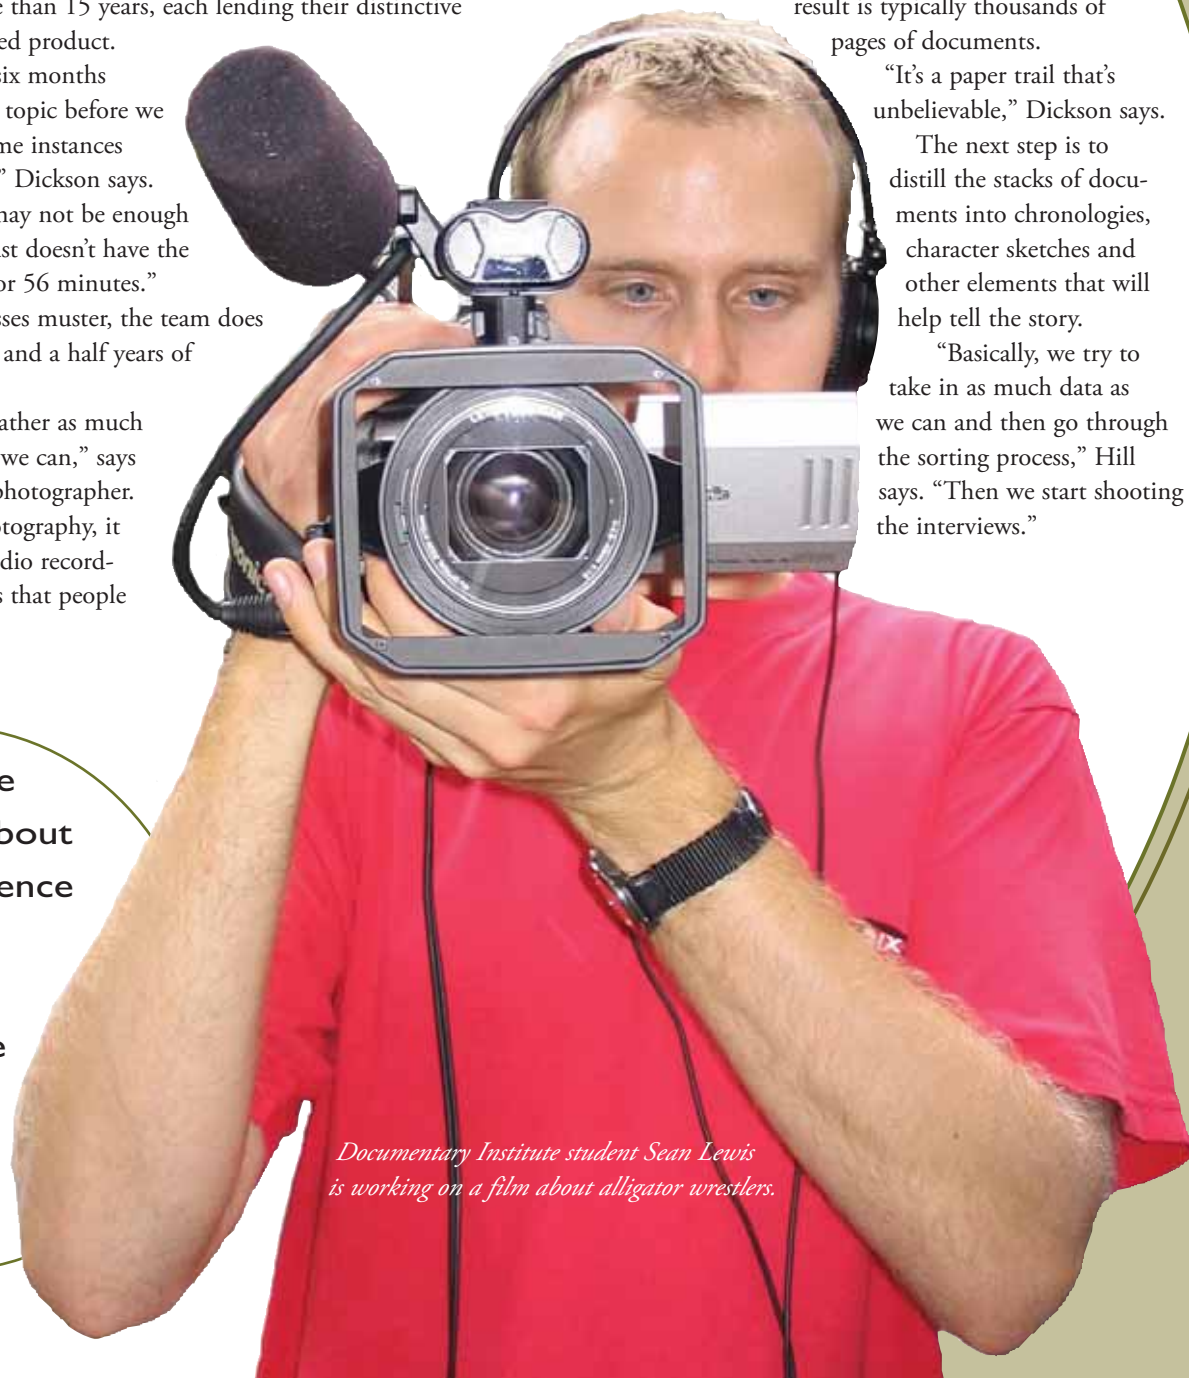 e than 15 years, each lending their distinctive
ed product.
six months
topic before we
me instances
” Dickson says.
may not be enough
ust doesn’t have the
or 56 minutes.”
sses muster, the team does
and a half years of
ather as much
we can,” says
photographer.
otography, it
dio record-
s that people
e
bout
ence
e
result is typically thousands of
pages of documents.
“It’s a paper trail that’s
unbelievable,” Dickson says.
The next step is to
distill the stacks of docu-
ments into chronologies,
character sketches and
other elements that will
help tell the story.
“Basically, we try to
take in as much data as
we can and then go through
the sorting process,” Hill
says. “Then we start shooting
the interviews.”
Documentary Institute student Sean Lewis
is working on a film about alligator wrestlers.